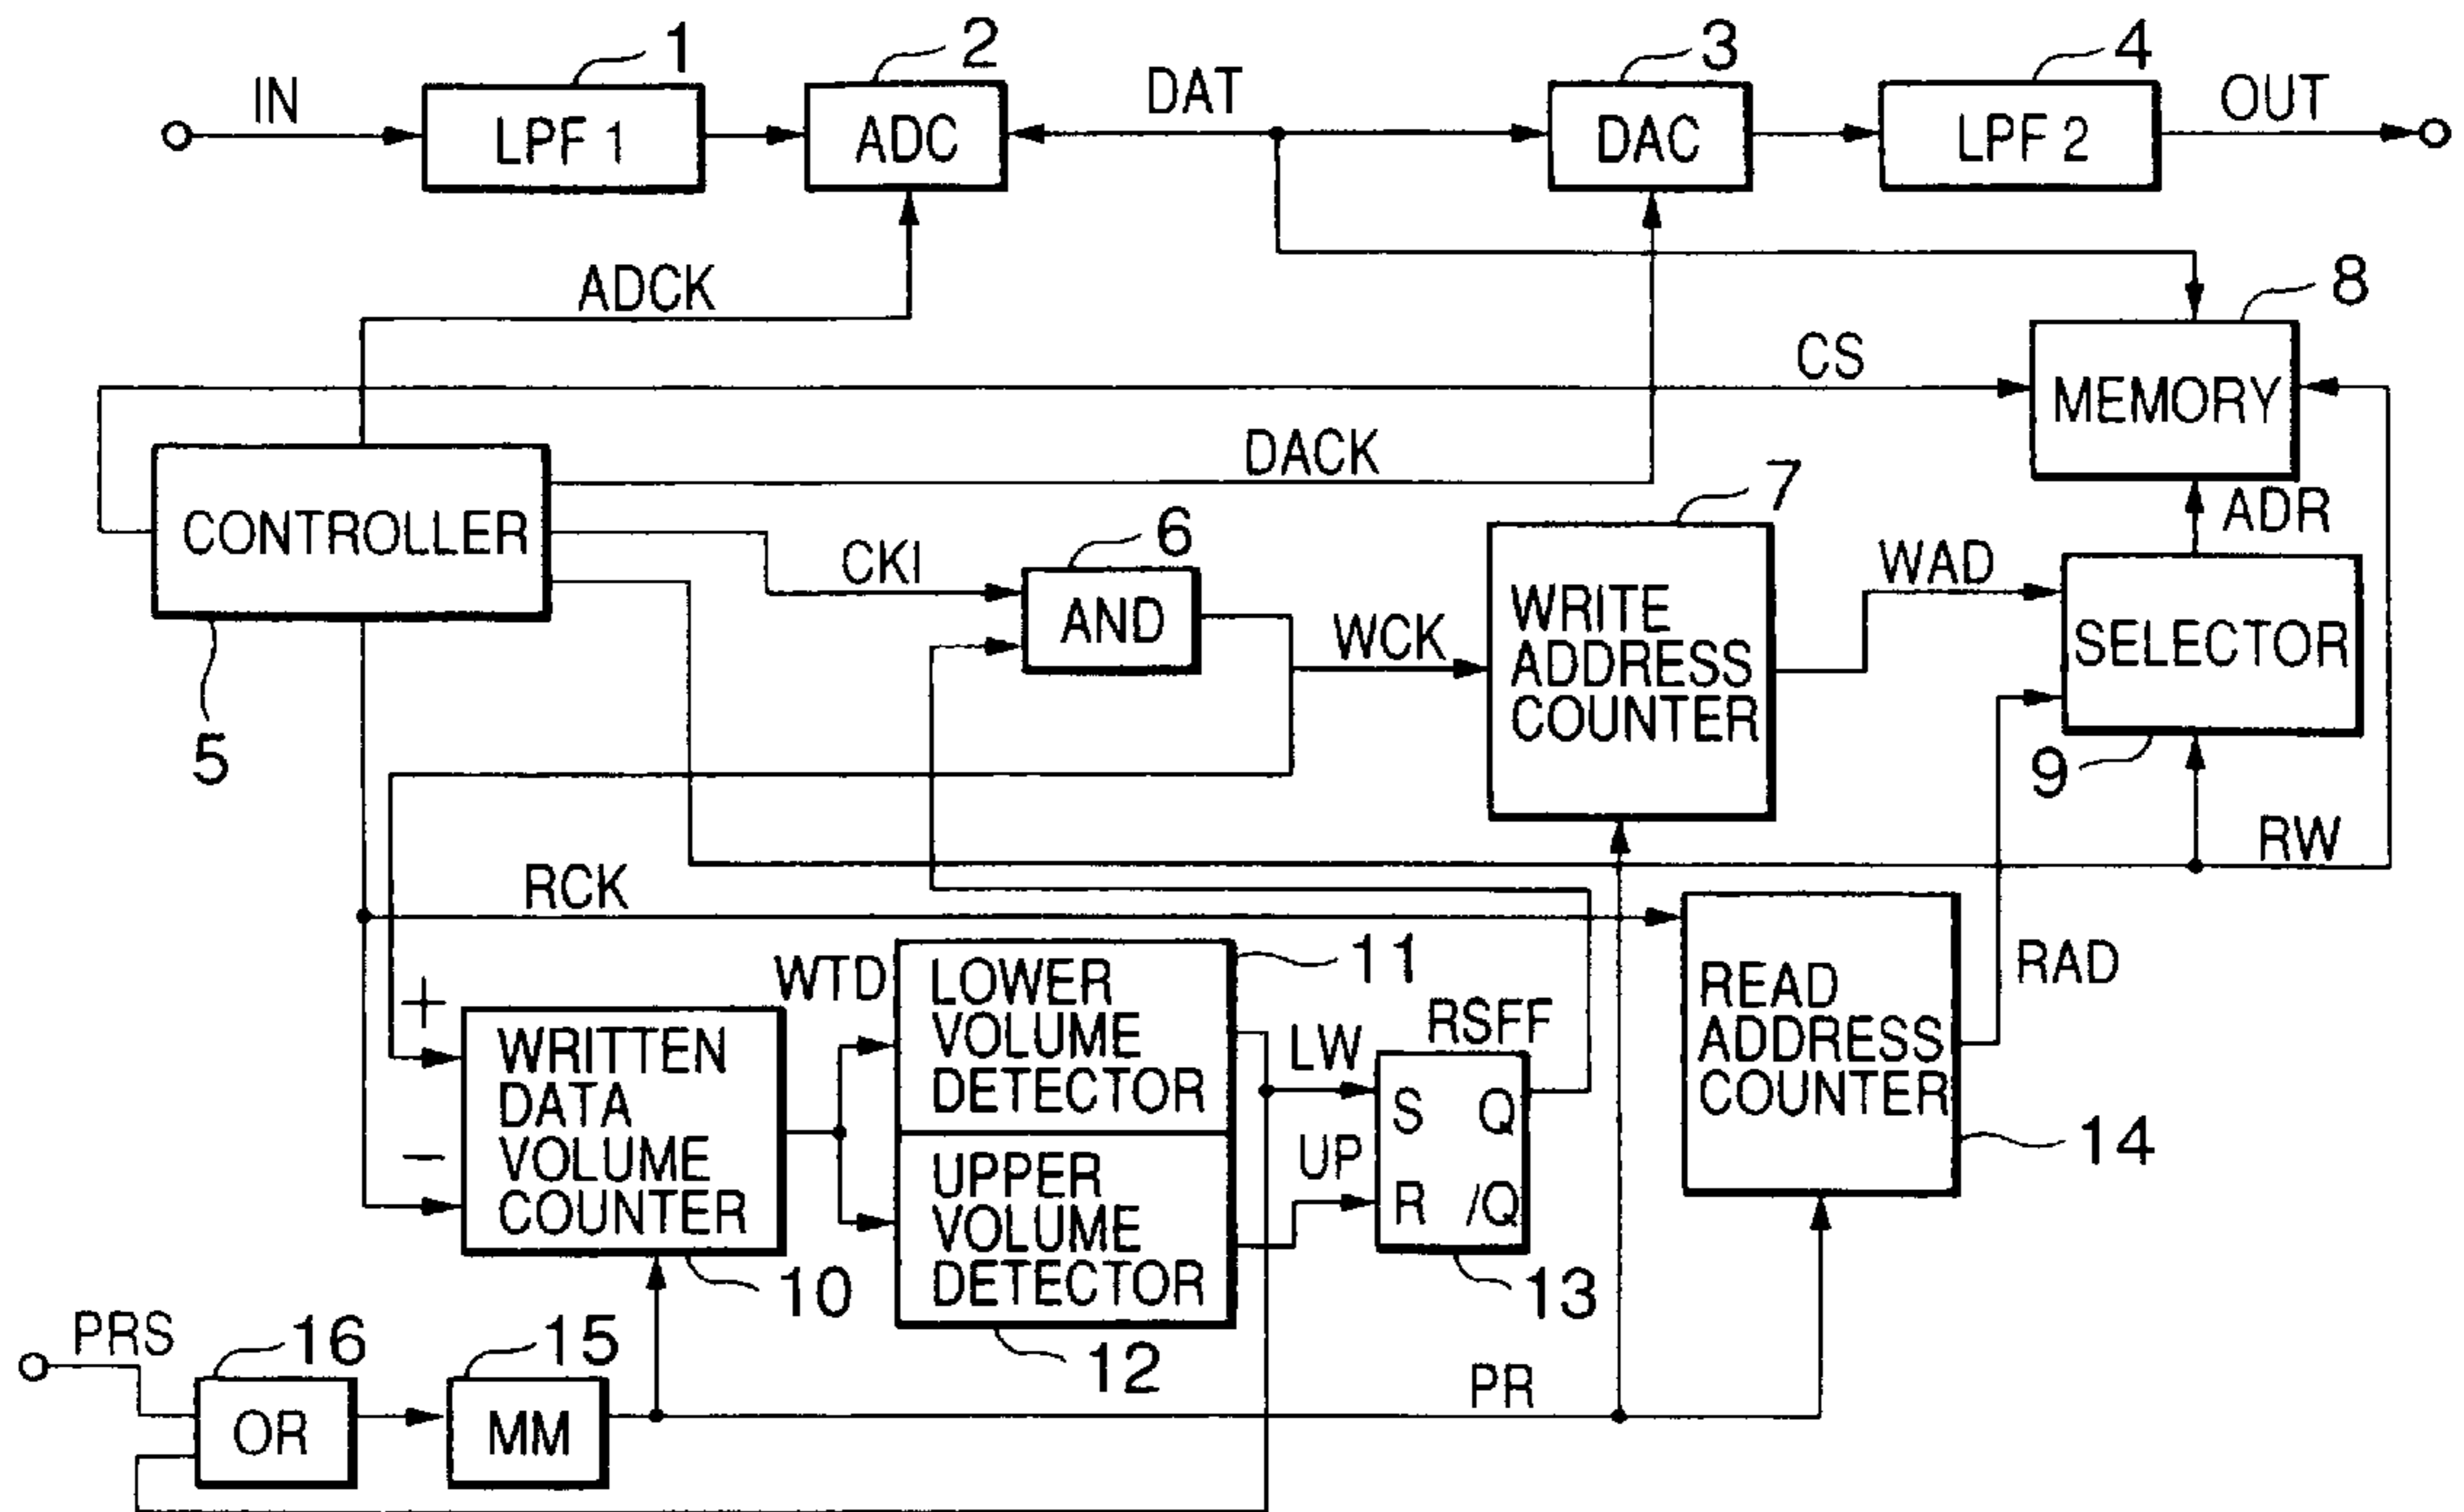 1
2
3
4
IN
LPF 1
ADC
DAT
DAC
LPF 2
OUT
ADCK
8
CS
MEMORY
DACK
CONTROLLER
7
ADR
6
CKI
AND
WCK
WRITE
ADDRESS
COUNTER
WAD
SELECTOR
5
9
RW
RCK
11
WTD
LOWER
VOLUME
DETECTOR
RSFF
READ
ADDRESS
COUNTER
RAD
+
WRITTEN
DATA
VOLUME
COUNTER
−
LW
S Q
UP
R /Q
14
UPPER
VOLUME
DETECTOR
10
13
12
PRS
16
15
PR
OR
MM